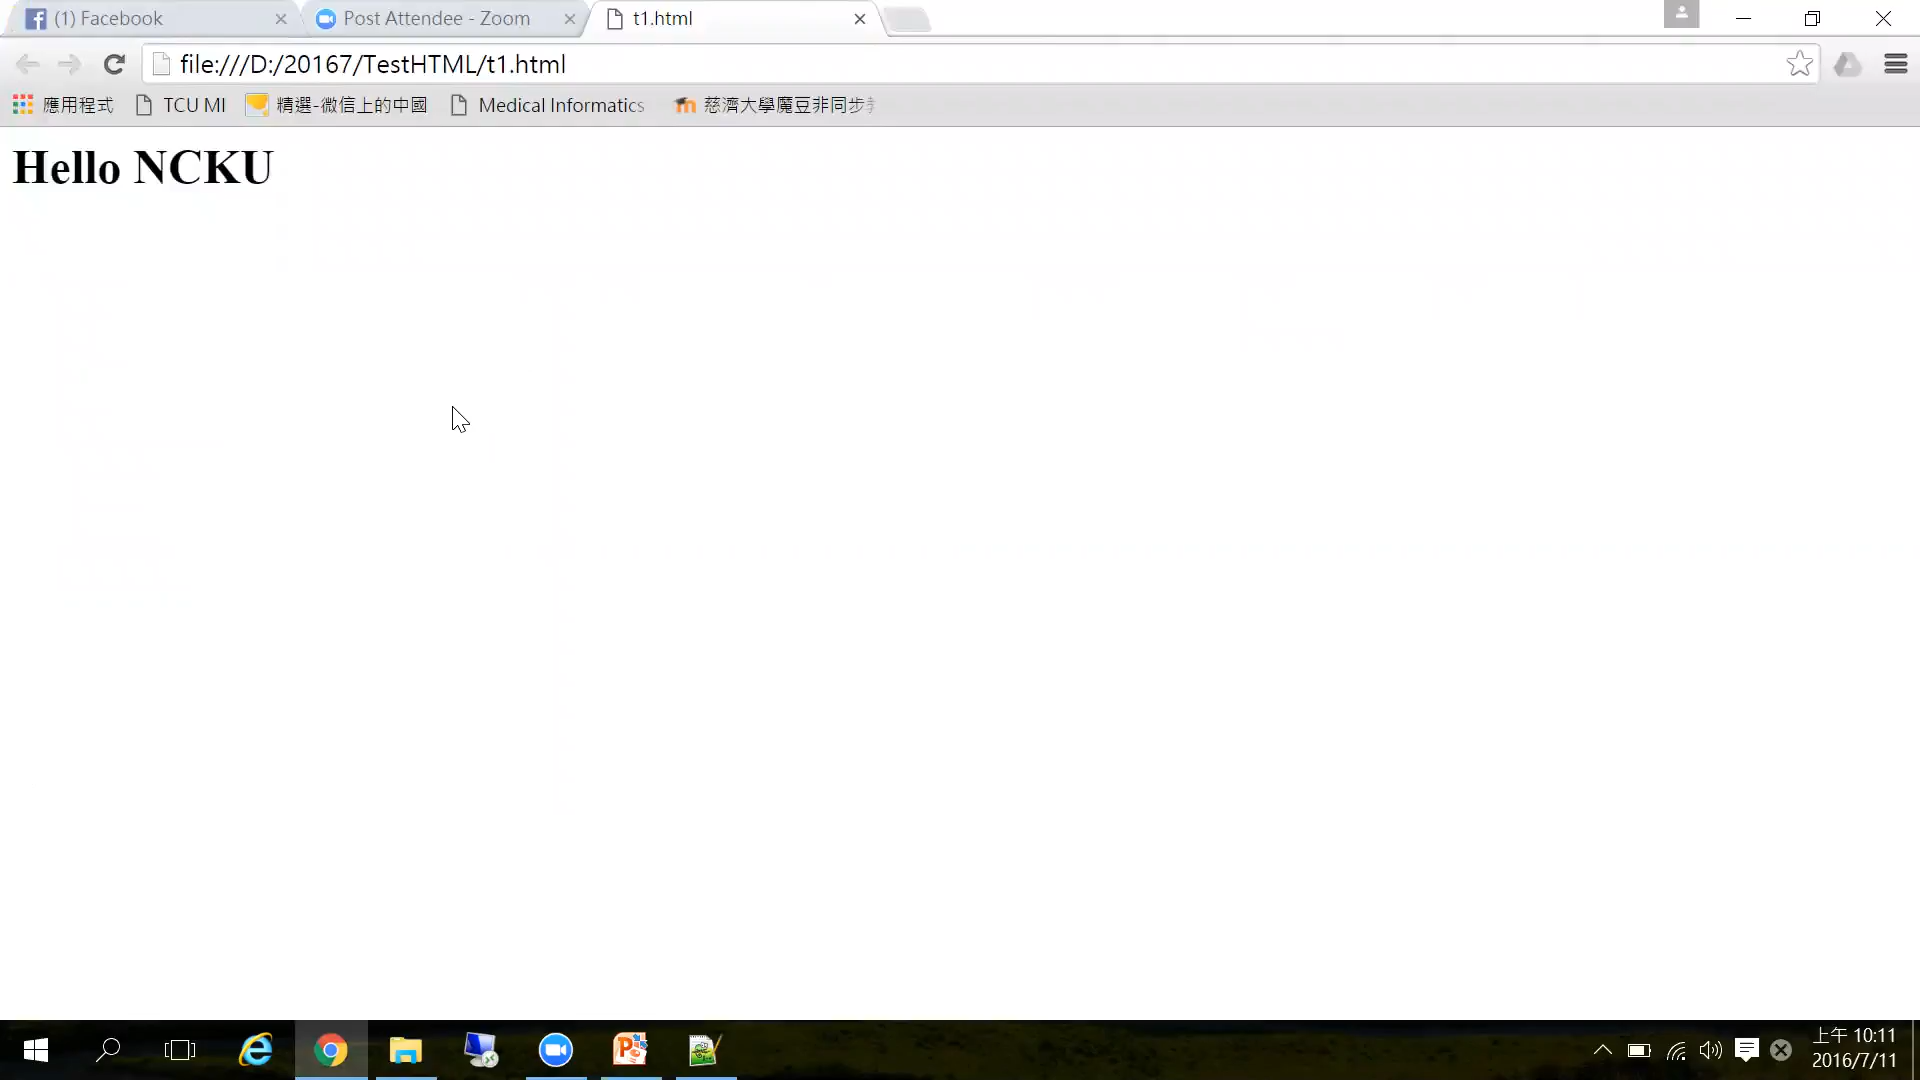 (1) Facebook
Post Attendee - Zoom
t1.html
file:///D:/20167/TestHTML/t1.html
應用程式
TCU MI
精選-微信上的中國
Medical Informatics
慈濟大學魔豆非同步
Hello NCKU
上午 10:11
2016/7/11